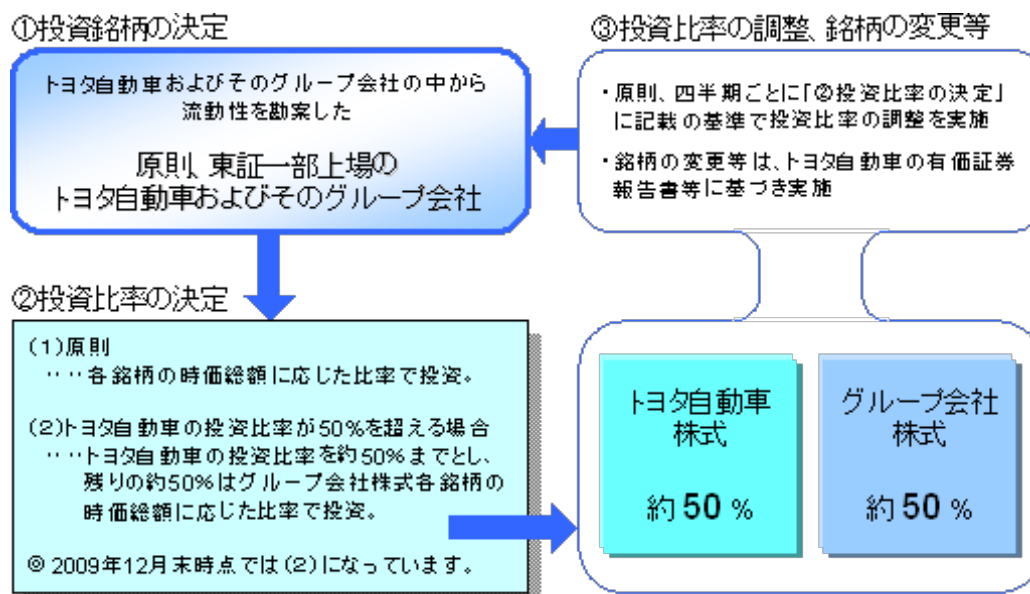 ①投資銘柄の決定
トヨタ自動車およびそのグループ会社の中から
流動性を勘案した
原則、東証一部上場の
トヨタ自動車およびそのグループ会社
②投資比率の決定
(1)原則
‥‥各銘柄の時価総額に応じた比率で投資。
(2)トヨタ自動車の投資比率が50%を超える場合
‥‥トヨタ自動車の投資比率を約50%までとし、
残りの約50%はグループ会社株式各銘柄の
時価総額に応じた比率で投資。
◎2009年12月末時点では(2)になっています。
③投資比率の調整、銘柄の変更等
・原則、四半期ごとに「②投資比率の決定」
に記載の基準で投資比率の調整を実施
・銘柄の変更等は、トヨタ自動車の有価証券
報告書等に基づき実施
トヨタ自動車
株式
約50%
グループ会社
株式
約50%